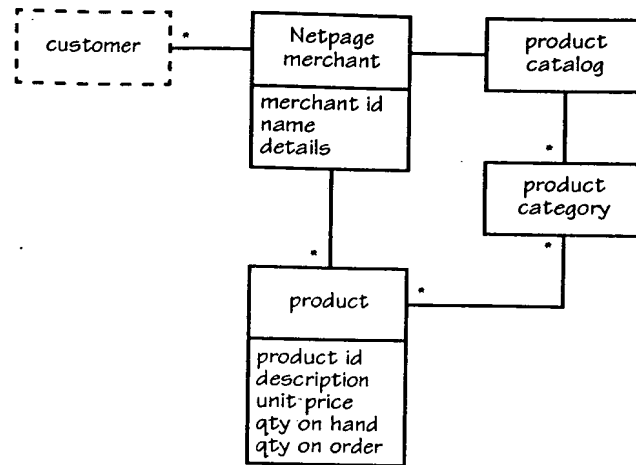 customer
*
Netpage
merchant
merchant id
name
details
product
catalog
*
product
category
*
*
*
product
product id
description
unit price
qty on hand
qty on order